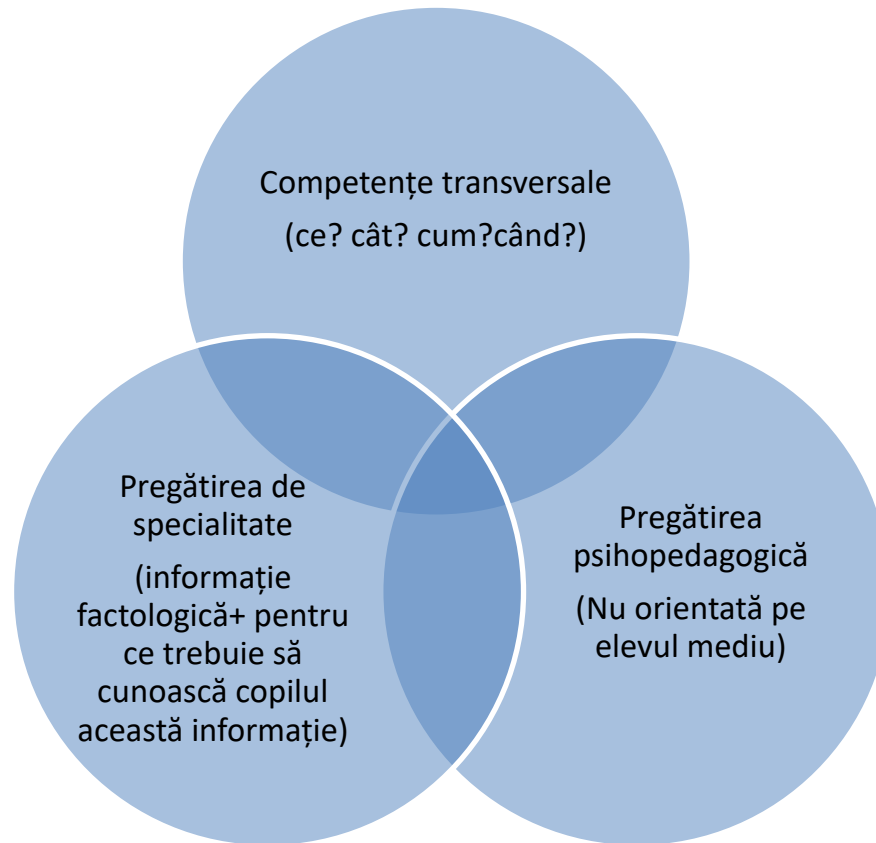 Competențe transversale
(ce? cât? cum?când?)
Pregătirea de
specialitate
(informație
factologică+ pentru
ce trebuie să
cunoască copilul
această informație)
Pregătirea
psihopedagogică
(Nu orientată pe
elevul mediu)